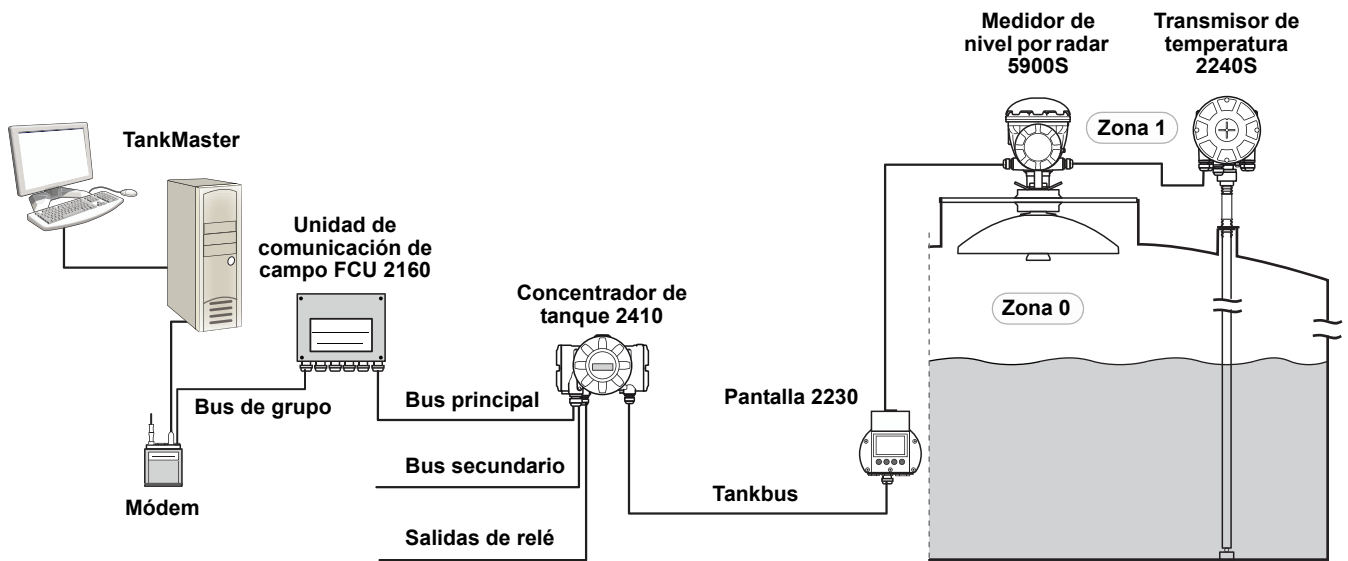 Medidor de
nivel por radar
5900S
Transmisor de
temperatura
2240S
TankMaster
Zona 1
Unidad de
comunicación de
campo FCU 2160
Concentrador de
tanque 2410
Zona 0
Pantalla 2230
Bus de grupo
Bus principal
Bus secundario
Tankbus
Módem
Salidas de relé